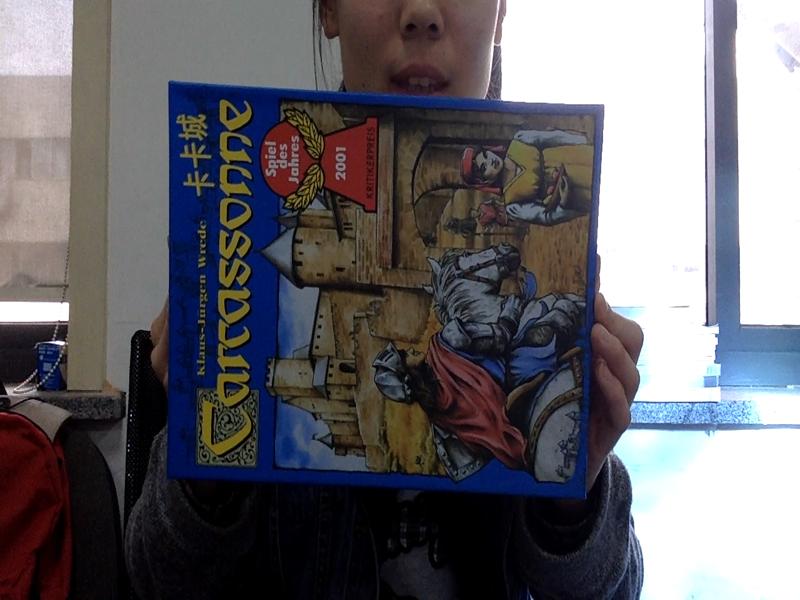 卡卡城
Klaus-Jürgen Wrede
Carcassonne
Spiel
des
Jahres
2001
KRITIKERPREIS